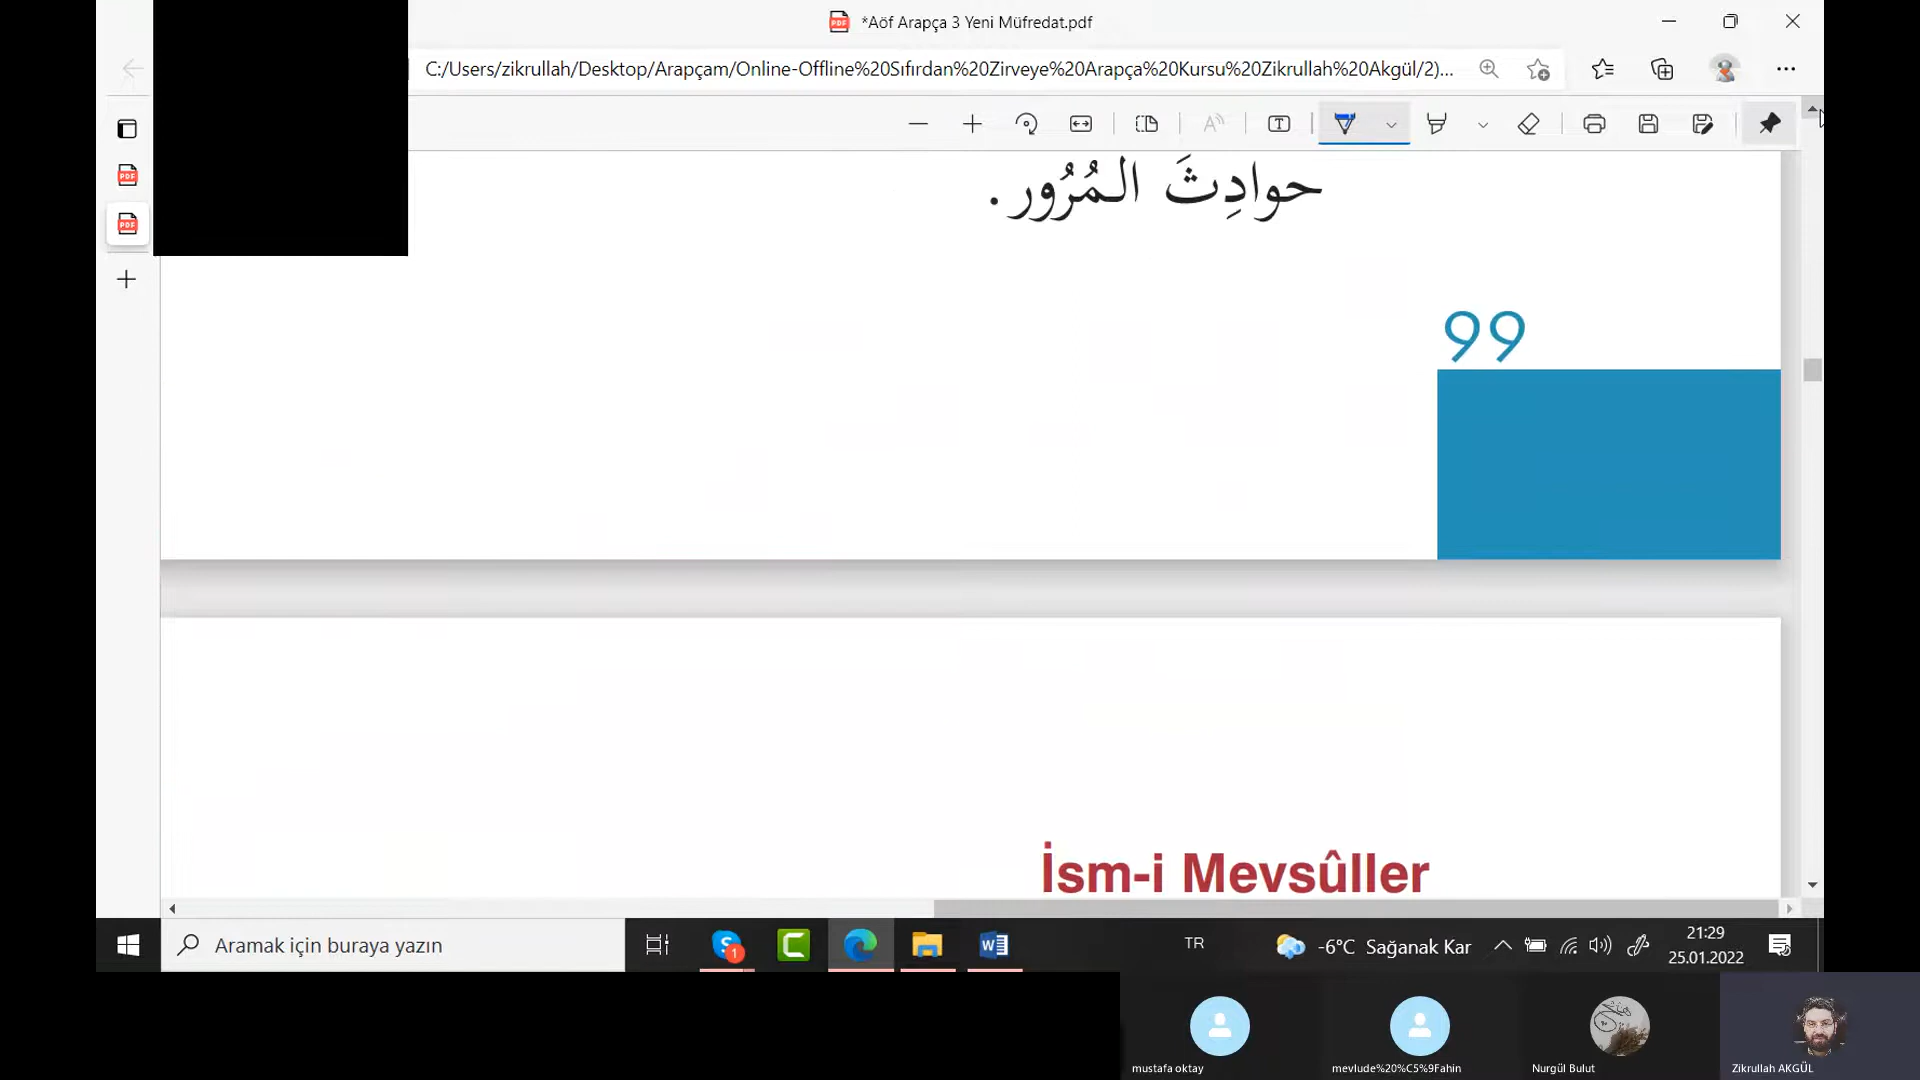 *Aöf Arapça 3 Yeni Müfredat.pdf
C:/Users/zikrullah/Desktop/Arapçam/Online-Offline%20Sıfırdan%20Zirveye%20Arapça%20Kursu%20Zikrullah%20Akgül/2)...
حوادِثَ المُرُور .
99
İsm-i Mevsûller
Aramak için buraya yazın
1
TR
-6°C Sağanak Kar
21:29
25.01.2022
mustafa oktay
mevlude%20%C5%9Fahin
Nurgül Bulut
Zikrullah AKGÜL